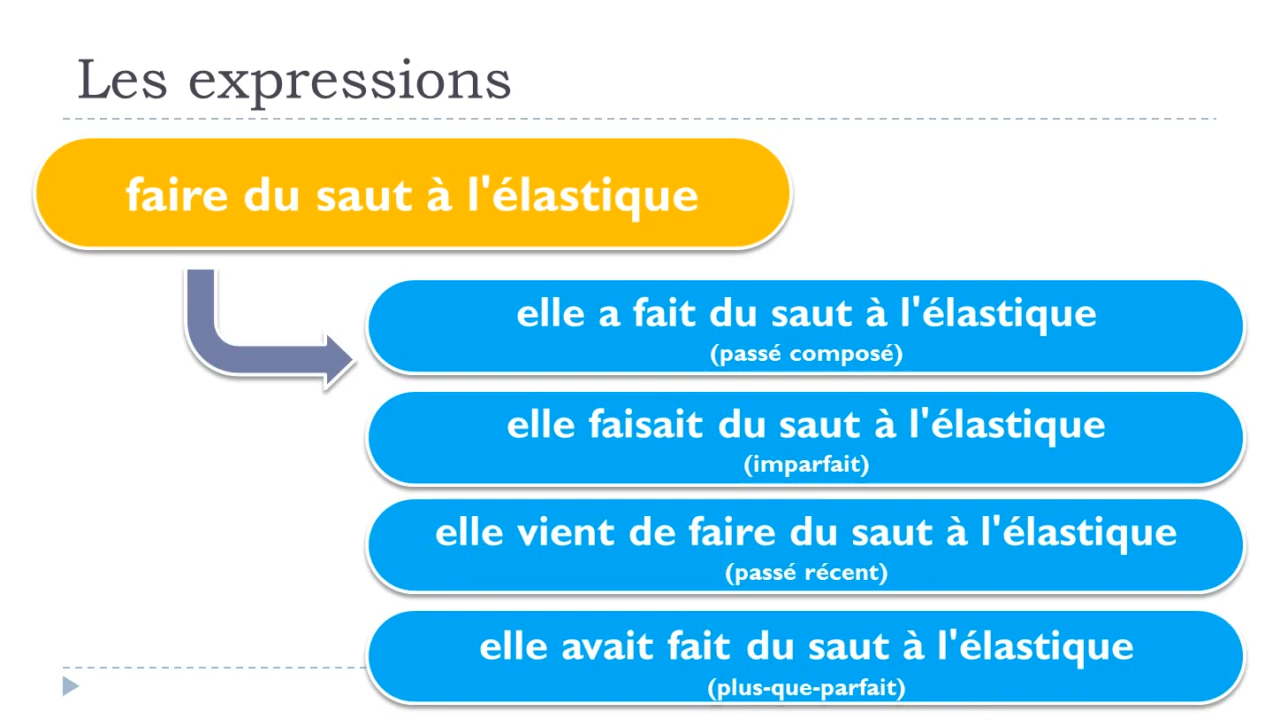 Les expressions
faire du saut à l'élastique
elle a fait du saut à l'élastique
(passé composé)
elle faisait du saut à l'élastique
(imparfait)
elle vient de faire du saut à l'élastique
(passé récent)
elle avait fait du saut à l'élastique
(plus-que-parfait)